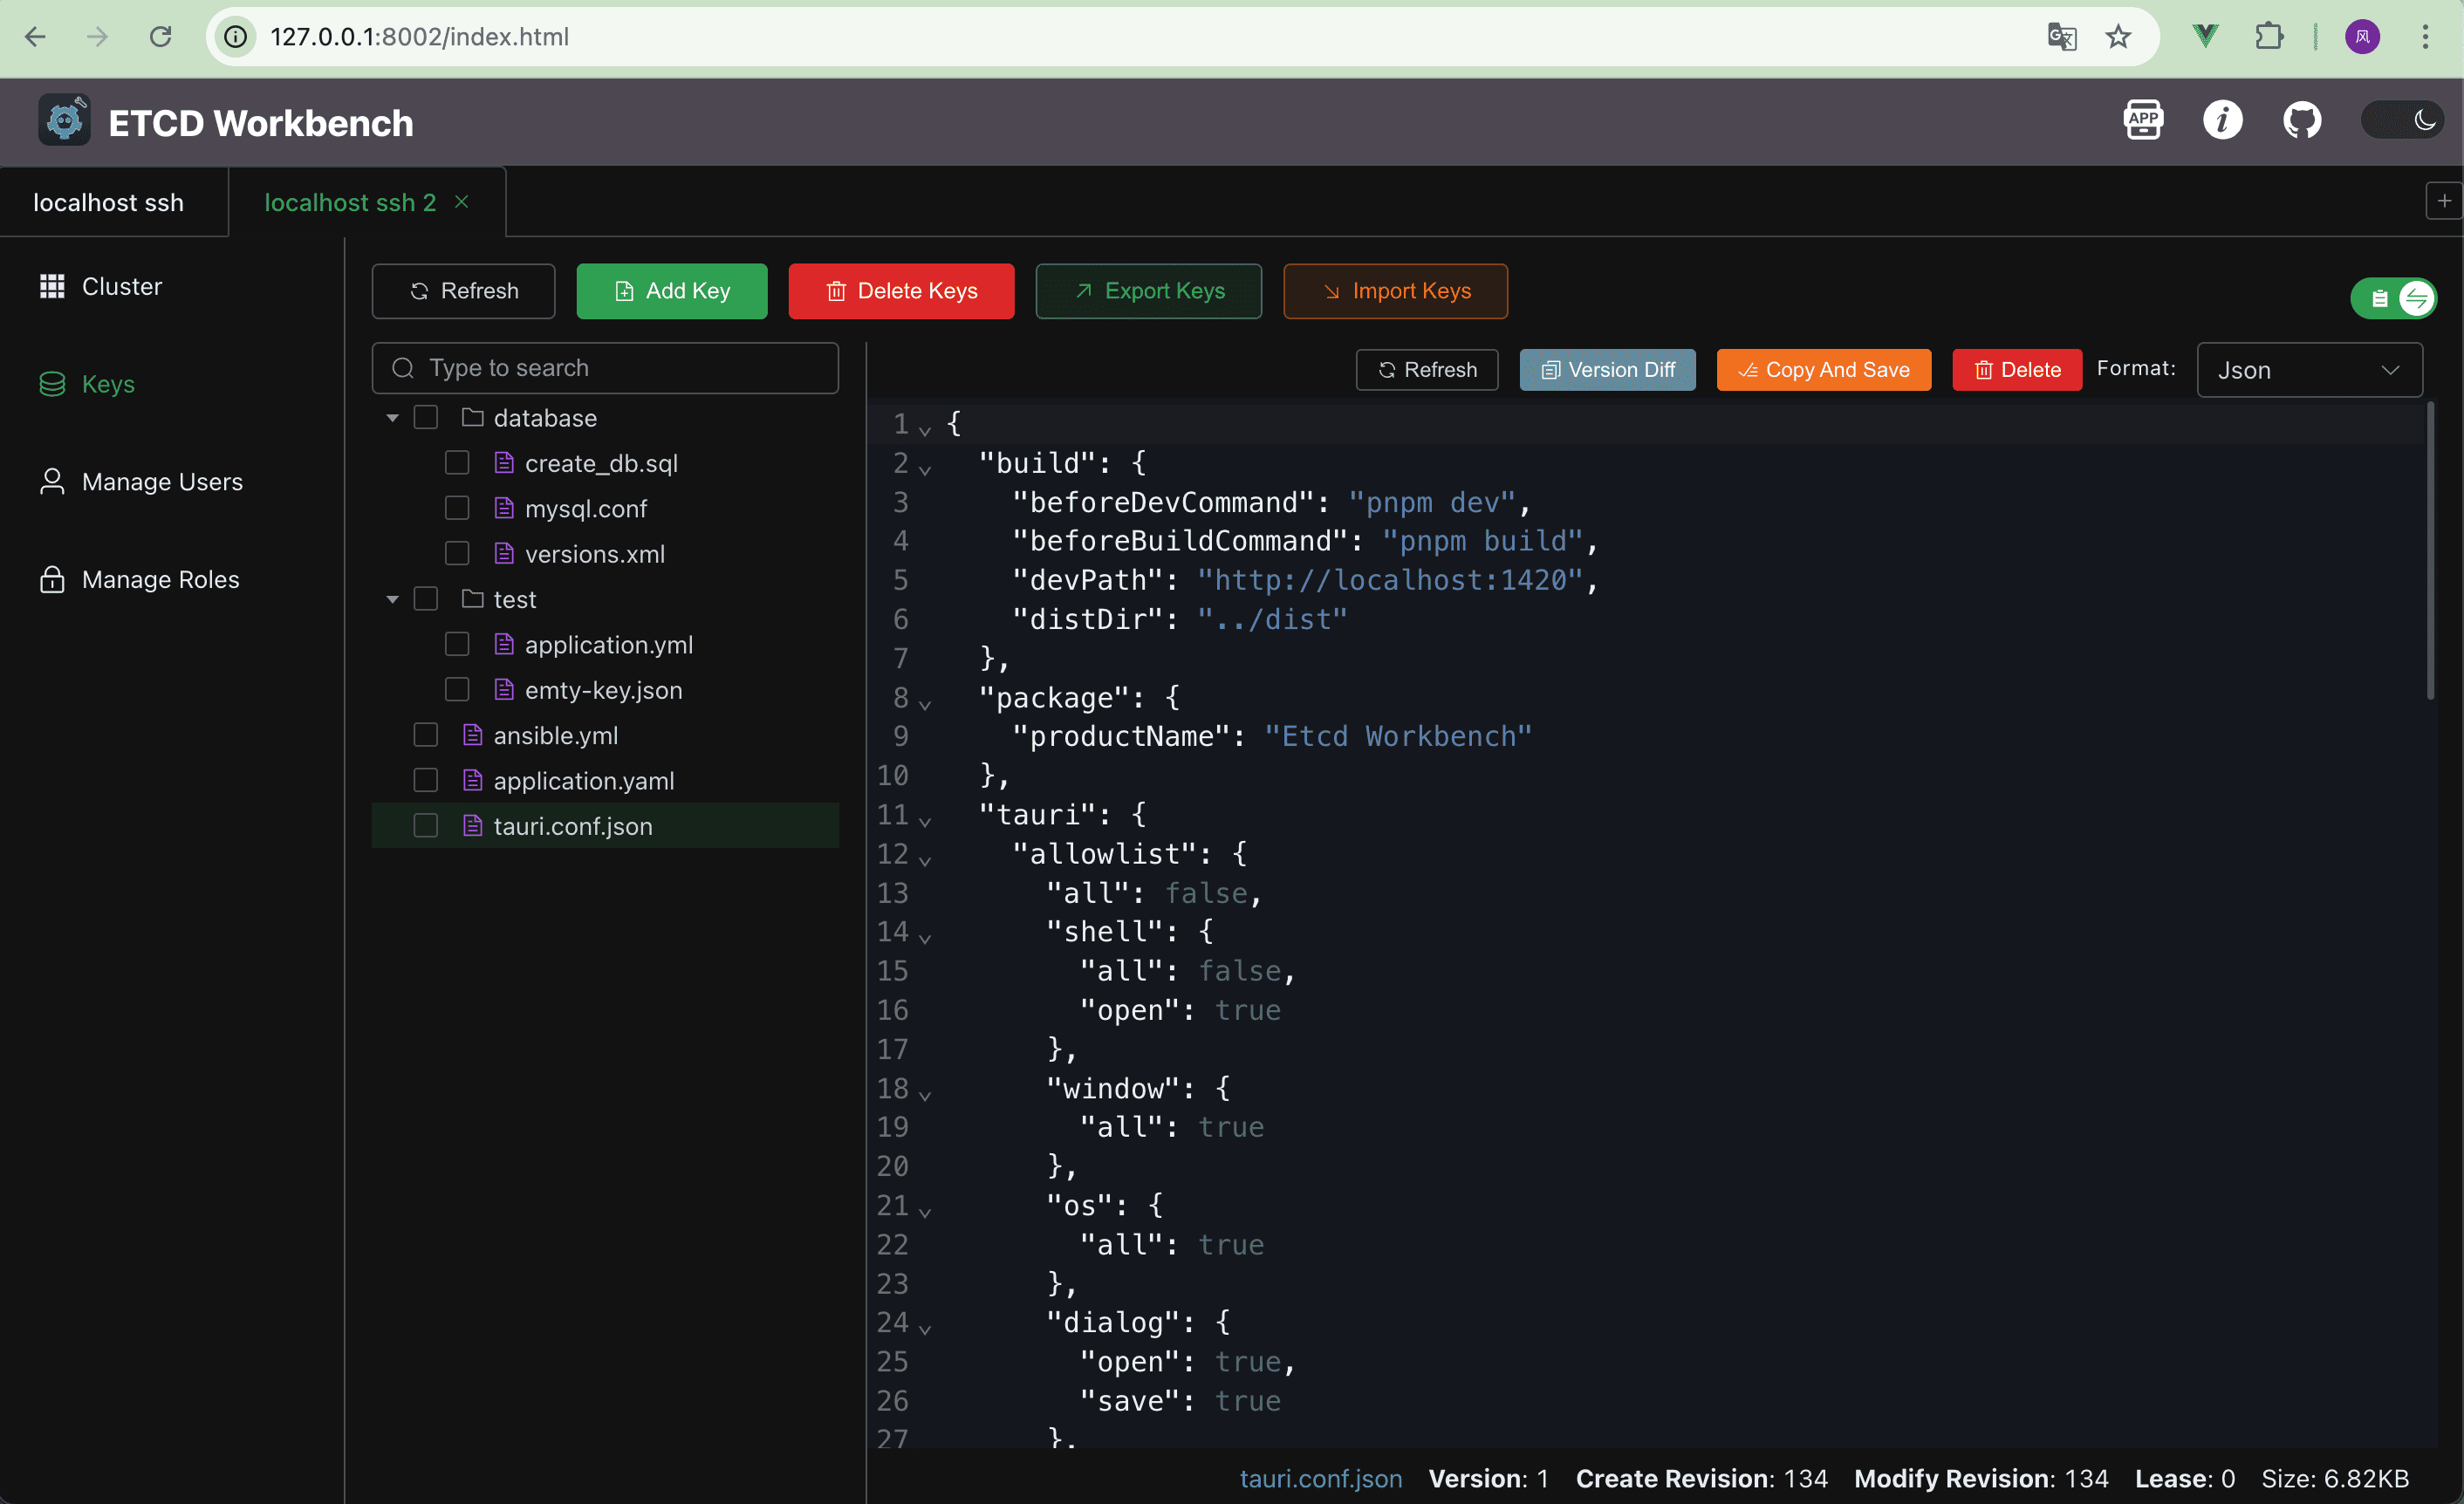 127.0.0.1:8002/index.html
风
ETCD Workbench
APP
localhost ssh
localhost ssh 2
Cluster
Keys
Manage Users
Manage Roles
Refresh
Add Key
Delete Keys
Export Keys
Import Keys
Type to search
database
create_db.sql
mysql.conf
versions.xml
test
application.yml
emty-key.json
ansible.yml
application.yaml
tauri.conf.json
Refresh
Version Diff
Copy And Save
Delete
Format:
Json
1 {
2 "build": {
3 "beforeDevCommand": "pnpm dev",
4 "beforeBuildCommand": "pnpm build",
5 "devPath": "http://localhost:1420",
6 "distDir": "../dist"
7 },
8 "package": {
9 "productName": "Etcd Workbench"
10 },
11 "tauri": {
12 "allowlist": {
13 "all": false,
14 "shell": {
15 "all": false,
16 "open": true
17 },
18 "window": {
19 "all": true
20 },
21 "os": {
22 "all": true
23 },
24 "dialog": {
25 "open": true,
26 "save": true
27 },
tauri.conf.json Version: 1 Create Revision: 134 Modify Revision: 134 Lease: 0 Size: 6.82KB